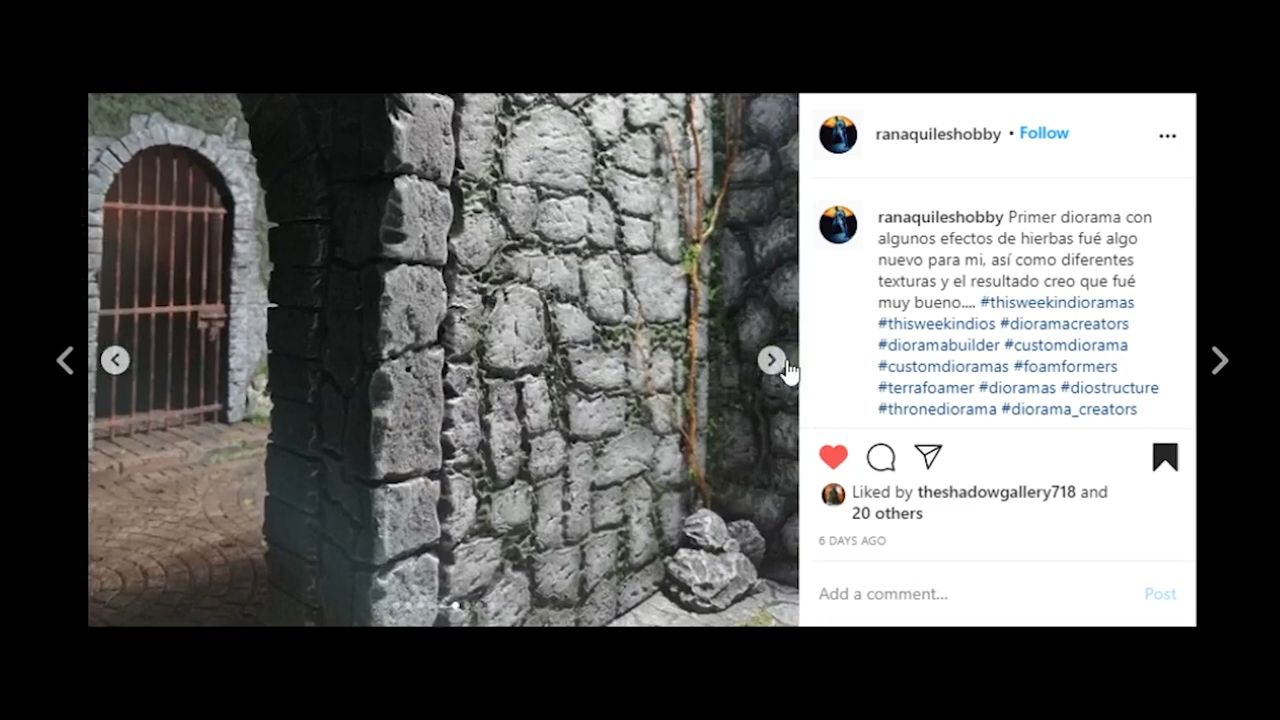 ranaquileshobby • Follow
ranaquileshobby Primer diorama con
algunos efectos de hierbas fué algo
nuevo para mi, así como diferentes
texturas y el resultado creo que fué
muy bueno.... #thisweekindioramas
#thisweekindios #dioramacreators
#dioramabuilder #customdiorama
#customdioramas #foamformers
#terrafoamer #dioramas #diostructure
#thronediorama #diorama_creators
Liked by theshadowgallery718 and
20 others
6 DAYS AGO
Add a comment... Post